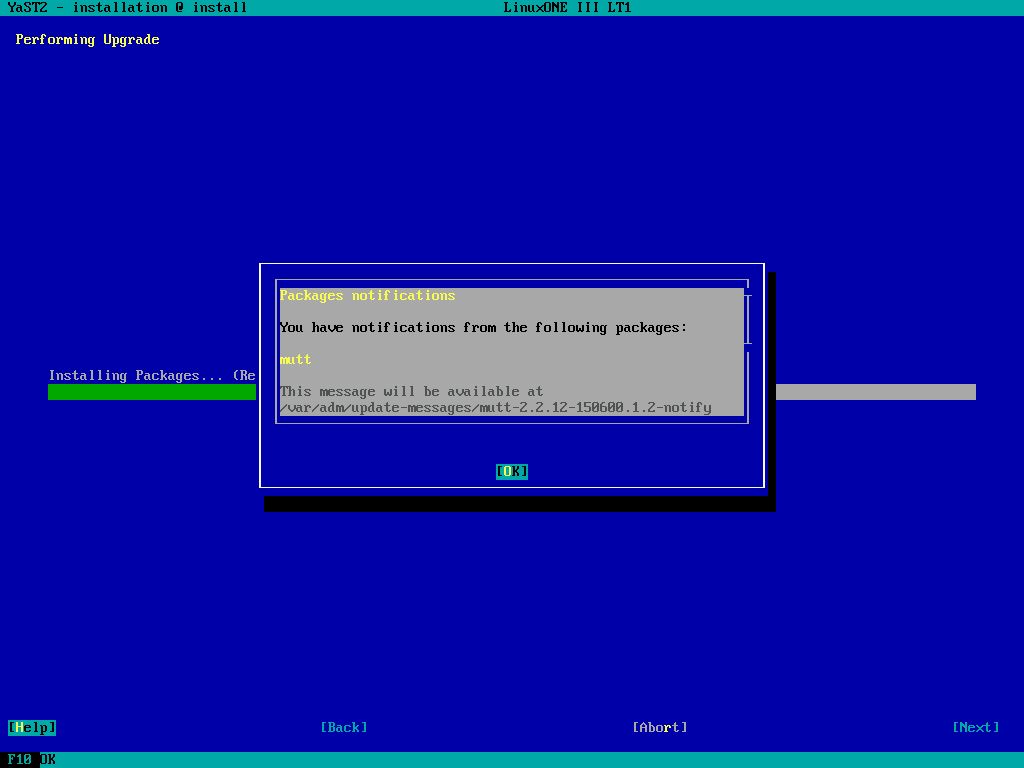 YaST2 - installation @ install LinuxONE III LT1
Performing Upgrade
Packages notifications
You have notifications from the following packages:
mutt
Installing Packages... (Re
This message will be available at
/var/adm/update-messages/mutt-2.2.12-150600.1.2-notify
[OK]
[Help] [Back] [Abort] [Next]
F10 OK